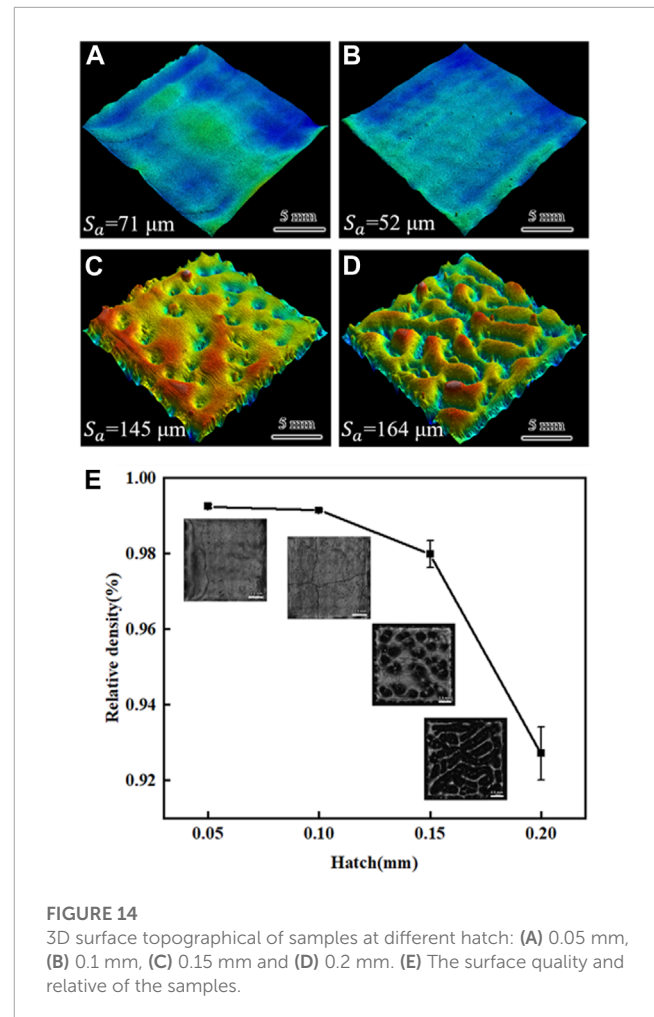 A
B
Sa=71 μm
5 mm
Sa=52 μm
5 mm
C
D
Sa=145 μm
5 mm
Sa=164 μm
5 mm
E
1.00
0.98
0.96
0.94
0.92
Relative density(%)
0.05
0.10
0.15
0.20
Hatch(mm)
FIGURE 14
3D surface topographical of samples at different hatch: (A) 0.05 mm,
(B) 0.1 mm, (C) 0.15 mm and (D) 0.2 mm. (E) The surface quality and
relative of the samples.